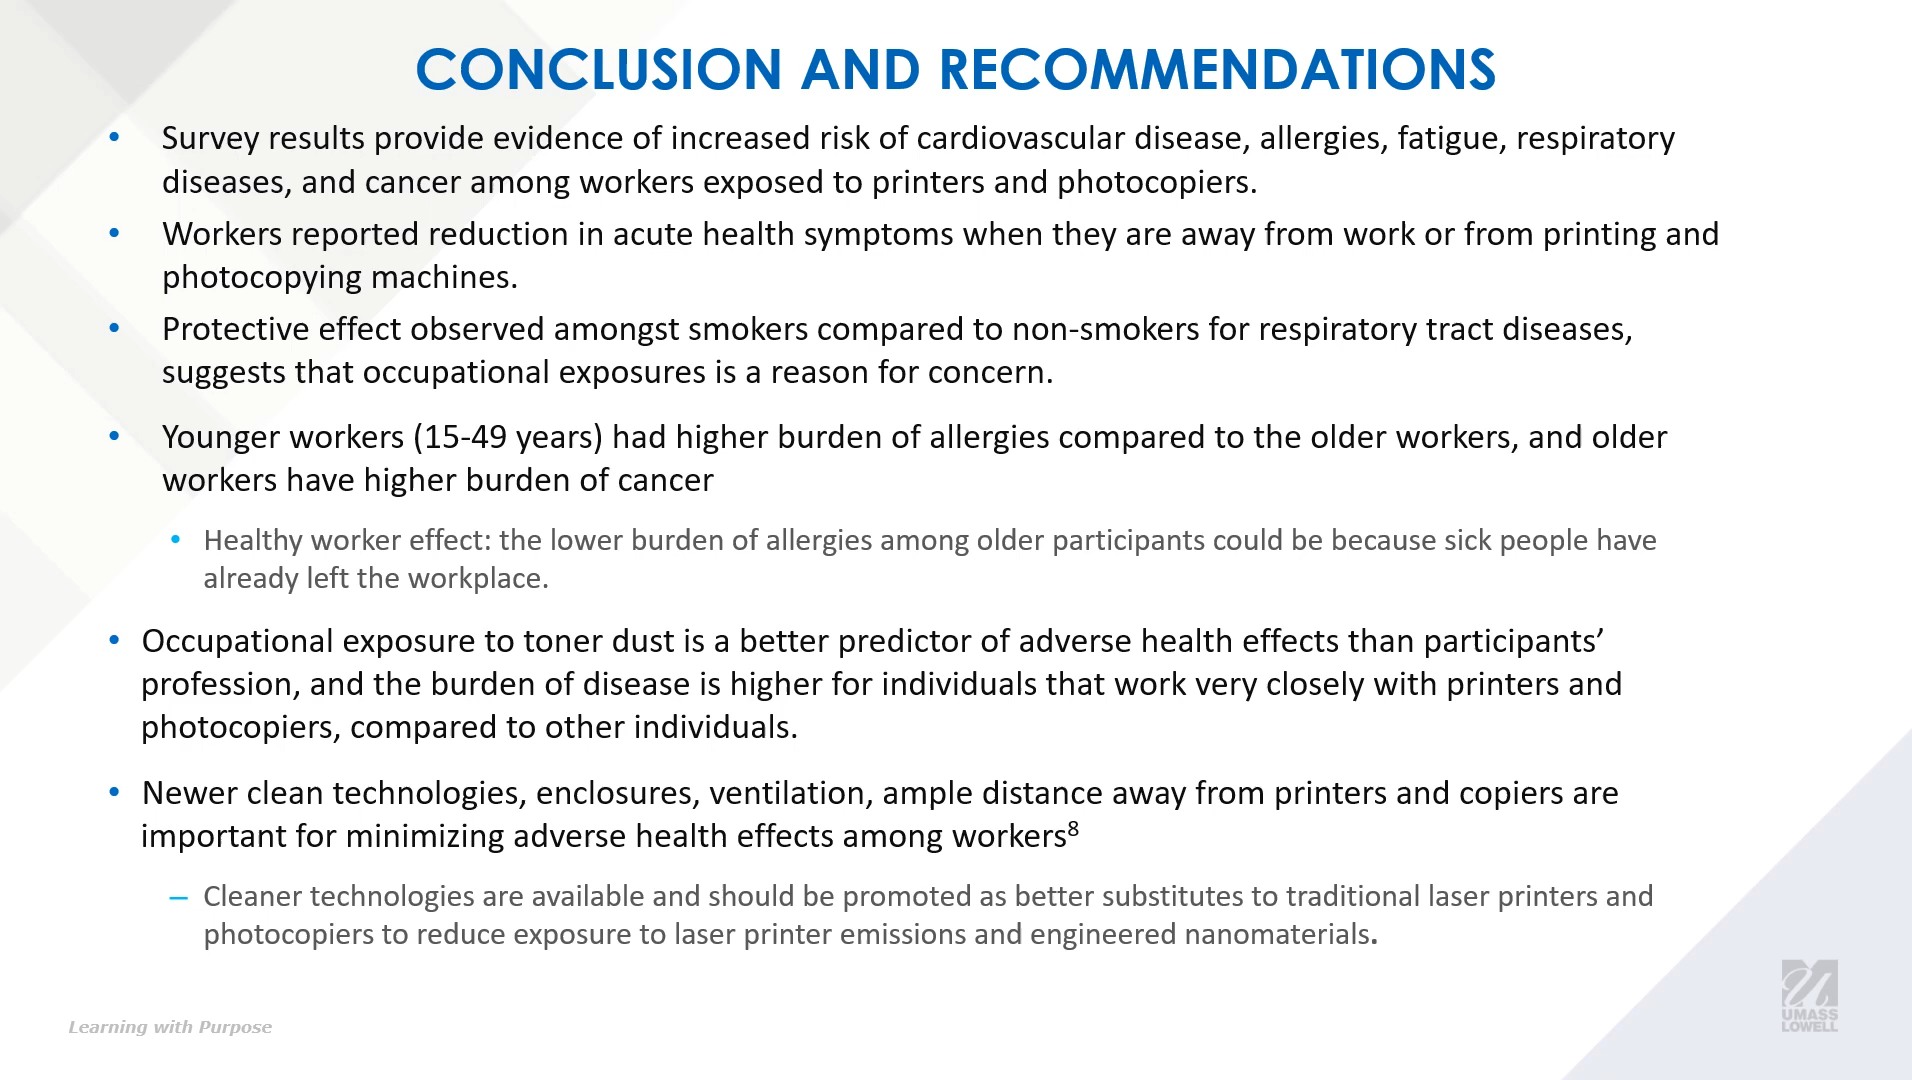 CONCLUSION AND RECOMMENDATIONS
• Survey results provide evidence of increased risk of cardiovascular disease, allergies, fatigue, respiratory
diseases, and cancer among workers exposed to printers and photocopiers.
• Workers reported reduction in acute health symptoms when they are away from work or from printing and
photocopying machines.
• Protective effect observed amongst smokers compared to non-smokers for respiratory tract diseases,
suggests that occupational exposures is a reason for concern.
• Younger workers (15-49 years) had higher burden of allergies compared to the older workers, and older
workers have higher burden of cancer
• Healthy worker effect: the lower burden of allergies among older participants could be because sick people have
already left the workplace.
• Occupational exposure to toner dust is a better predictor of adverse health effects than participants’
profession, and the burden of disease is higher for individuals that work very closely with printers and
photocopiers, compared to other individuals.
• Newer clean technologies, enclosures, ventilation, ample distance away from printers and copiers are
important for minimizing adverse health effects among workers⁸
– Cleaner technologies are available and should be promoted as better substitutes to traditional laser printers and
photocopiers to reduce exposure to laser printer emissions and engineered nanomaterials.
Learning with Purpose
UMASS
LOWELL